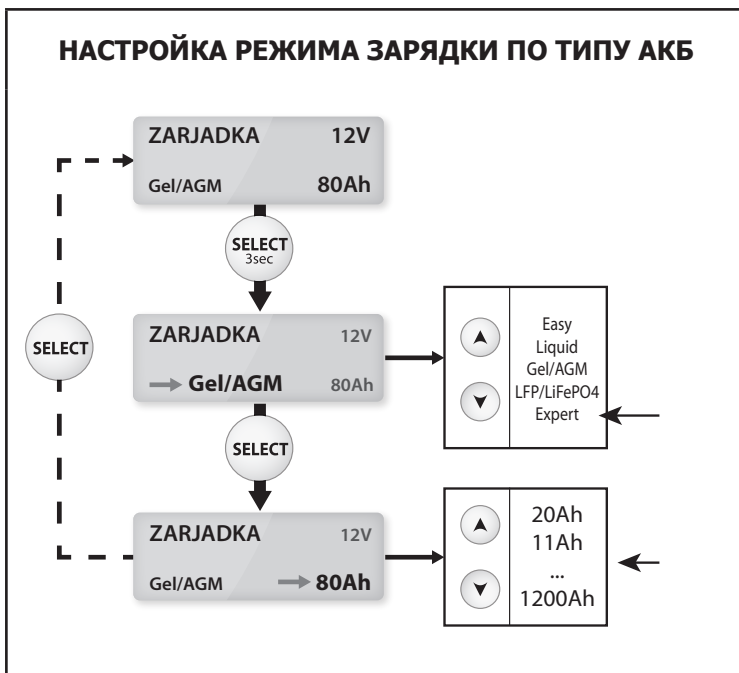 НАСТРОЙКА РЕЖИМА ЗАРЯДКИ ПО ТИПУ АКБ
ZARJADKA 12V
Gel/AGM 80Ah
SELECT
3sec
ZARJADKA 12V
Gel/AGM 80Ah
Easy
Liquid
Gel/AGM
LFP/LiFePO4
Expert
SELECT
SELECT
ZARJADKA 12V
Gel/AGM 80Ah
20Ah
11Ah
...
1200Ah